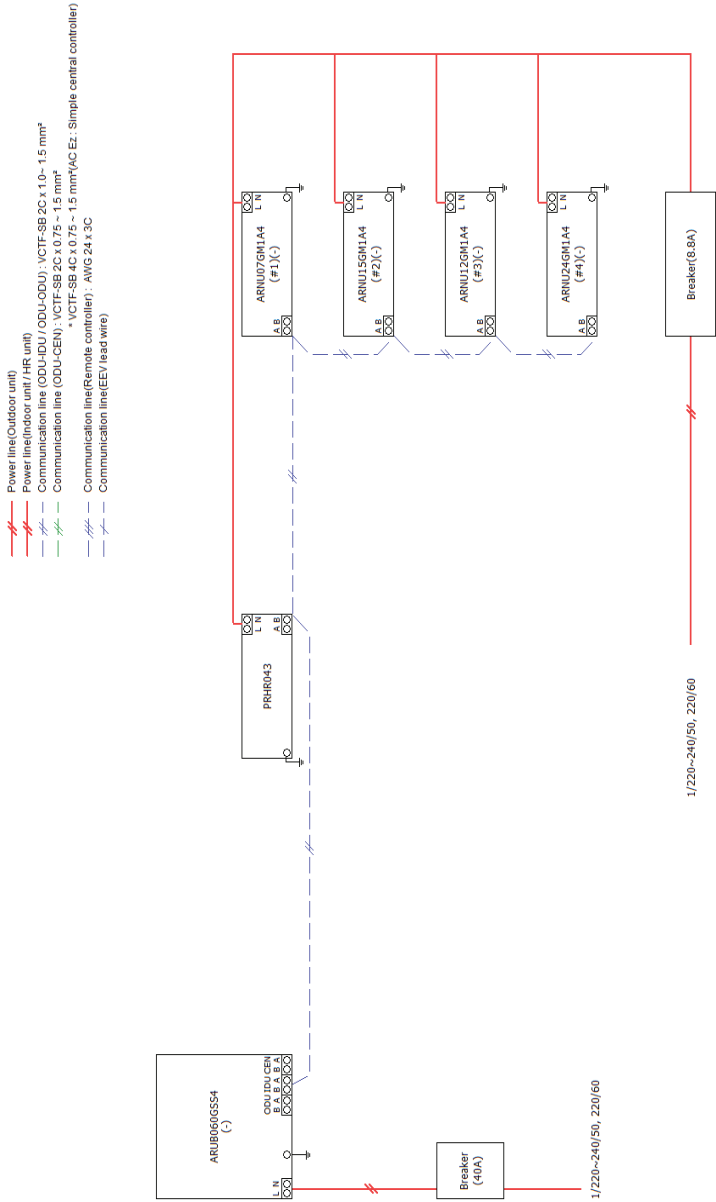 Power line(Outdoor unit)
Power line(Indoor unit / HR unit)
Communication line (ODU-IDU / ODU-ODU) : VCTF-SB 2C x 1.0~ 1.5 mm²
Communication line (ODU-CEN) : VCTF-SB 2C x 0.75 ~ 1.5 mm²
* VCTF-SB 4C x 0.75 ~ 1.5 mm²(AC Ez : Simple central controller)
Communication line(Remote controller) : AWG 24 x 3C
Communication line(EEV lead wire)
ARUB060GSS4
(-)
L N
ODU IDU CEN
B A B A B A
PRHR043
L N
A B
ARNU07GM1A4
(#1)(-)
L N
A B
ARNU15GM1A4
(#2)(-)
L N
A B
ARNU12GM1A4
(#3)(-)
L N
A B
ARNU24GM1A4
(#4)(-)
L N
A B
Breaker
(40A)
1/220~240/50, 220/60
Breaker(8.8A)
1/220~240/50, 220/60